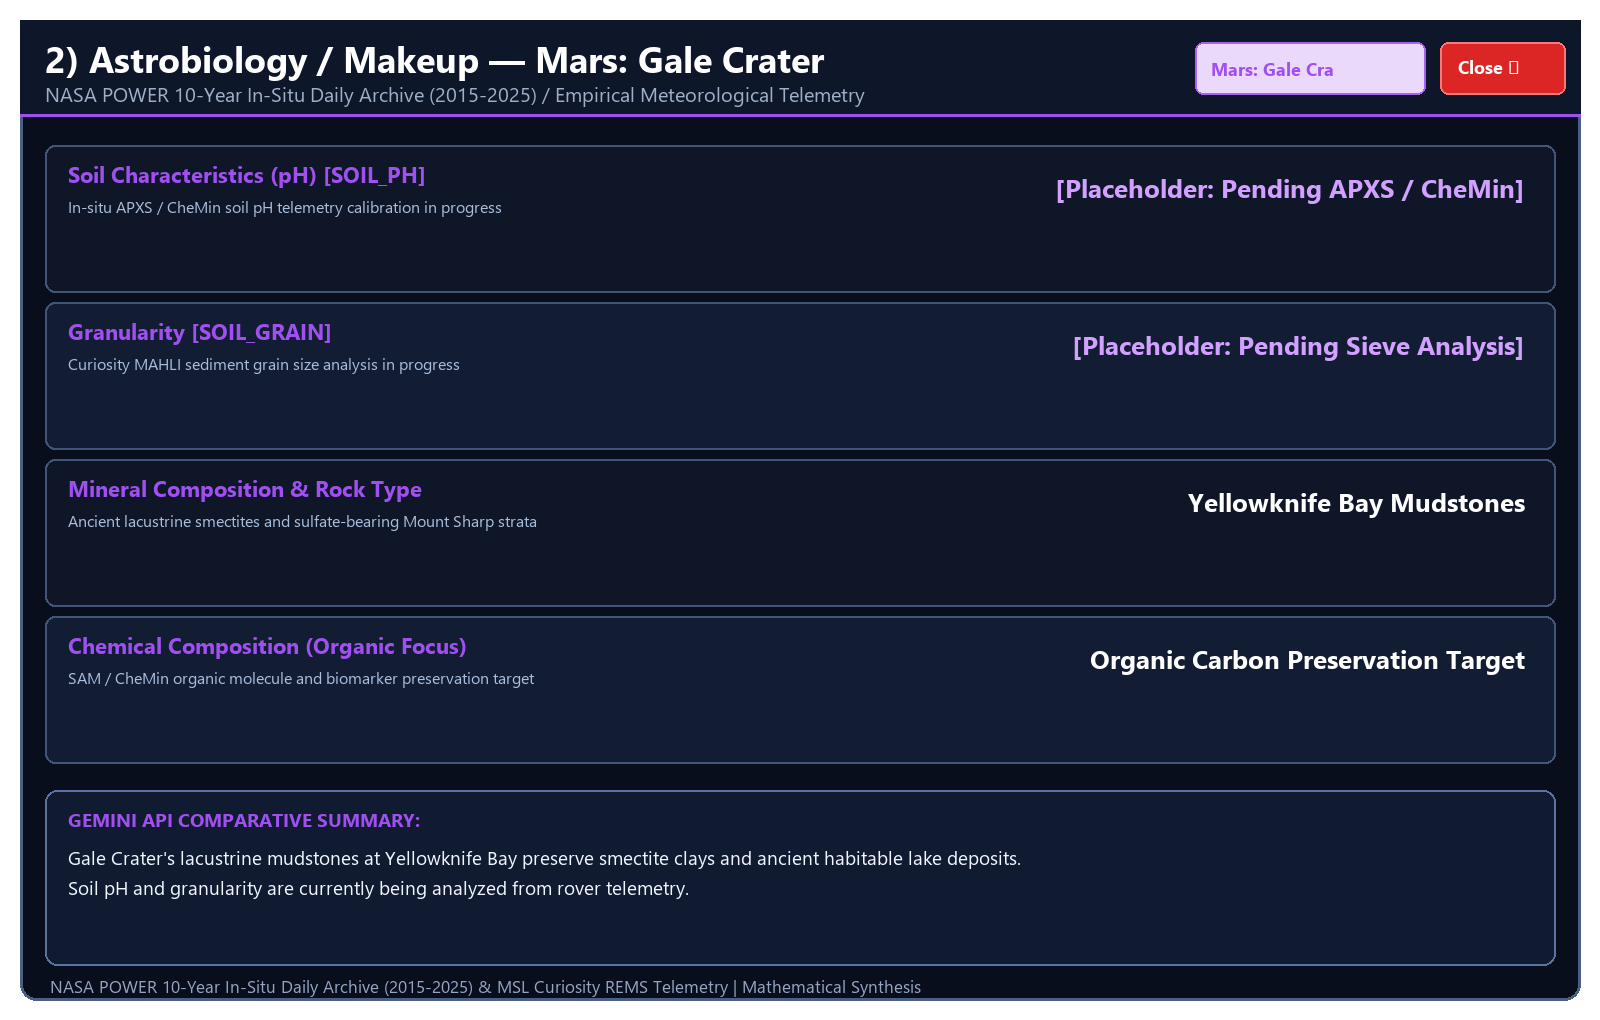 2) Astrobiology / Makeup — Mars: Gale Crater
NASA POWER 10-Year In-Situ Daily Archive (2015-2025) / Empirical Meteorological Telemetry
Mars: Gale Cra
Close
Soil Characteristics (pH) [SOIL_PH]
In-situ APXS / CheMin soil pH telemetry calibration in progress
[Placeholder: Pending APXS / CheMin]
Granularity [SOIL_GRAIN]
Curiosity MAHLI sediment grain size analysis in progress
[Placeholder: Pending Sieve Analysis]
Mineral Composition & Rock Type
Ancient lacustrine smectites and sulfate-bearing Mount Sharp strata
Yellowknife Bay Mudstones
Chemical Composition (Organic Focus)
SAM / CheMin organic molecule and biomarker preservation target
Organic Carbon Preservation Target
GEMINI API COMPARATIVE SUMMARY:
Gale Crater's lacustrine mudstones at Yellowknife Bay preserve smectite clays and ancient habitable lake deposits.
Soil pH and granularity are currently being analyzed from rover telemetry.
NASA POWER 10-Year In-Situ Daily Archive (2015-2025) & MSL Curiosity REMS Telemetry | Mathematical Synthesis